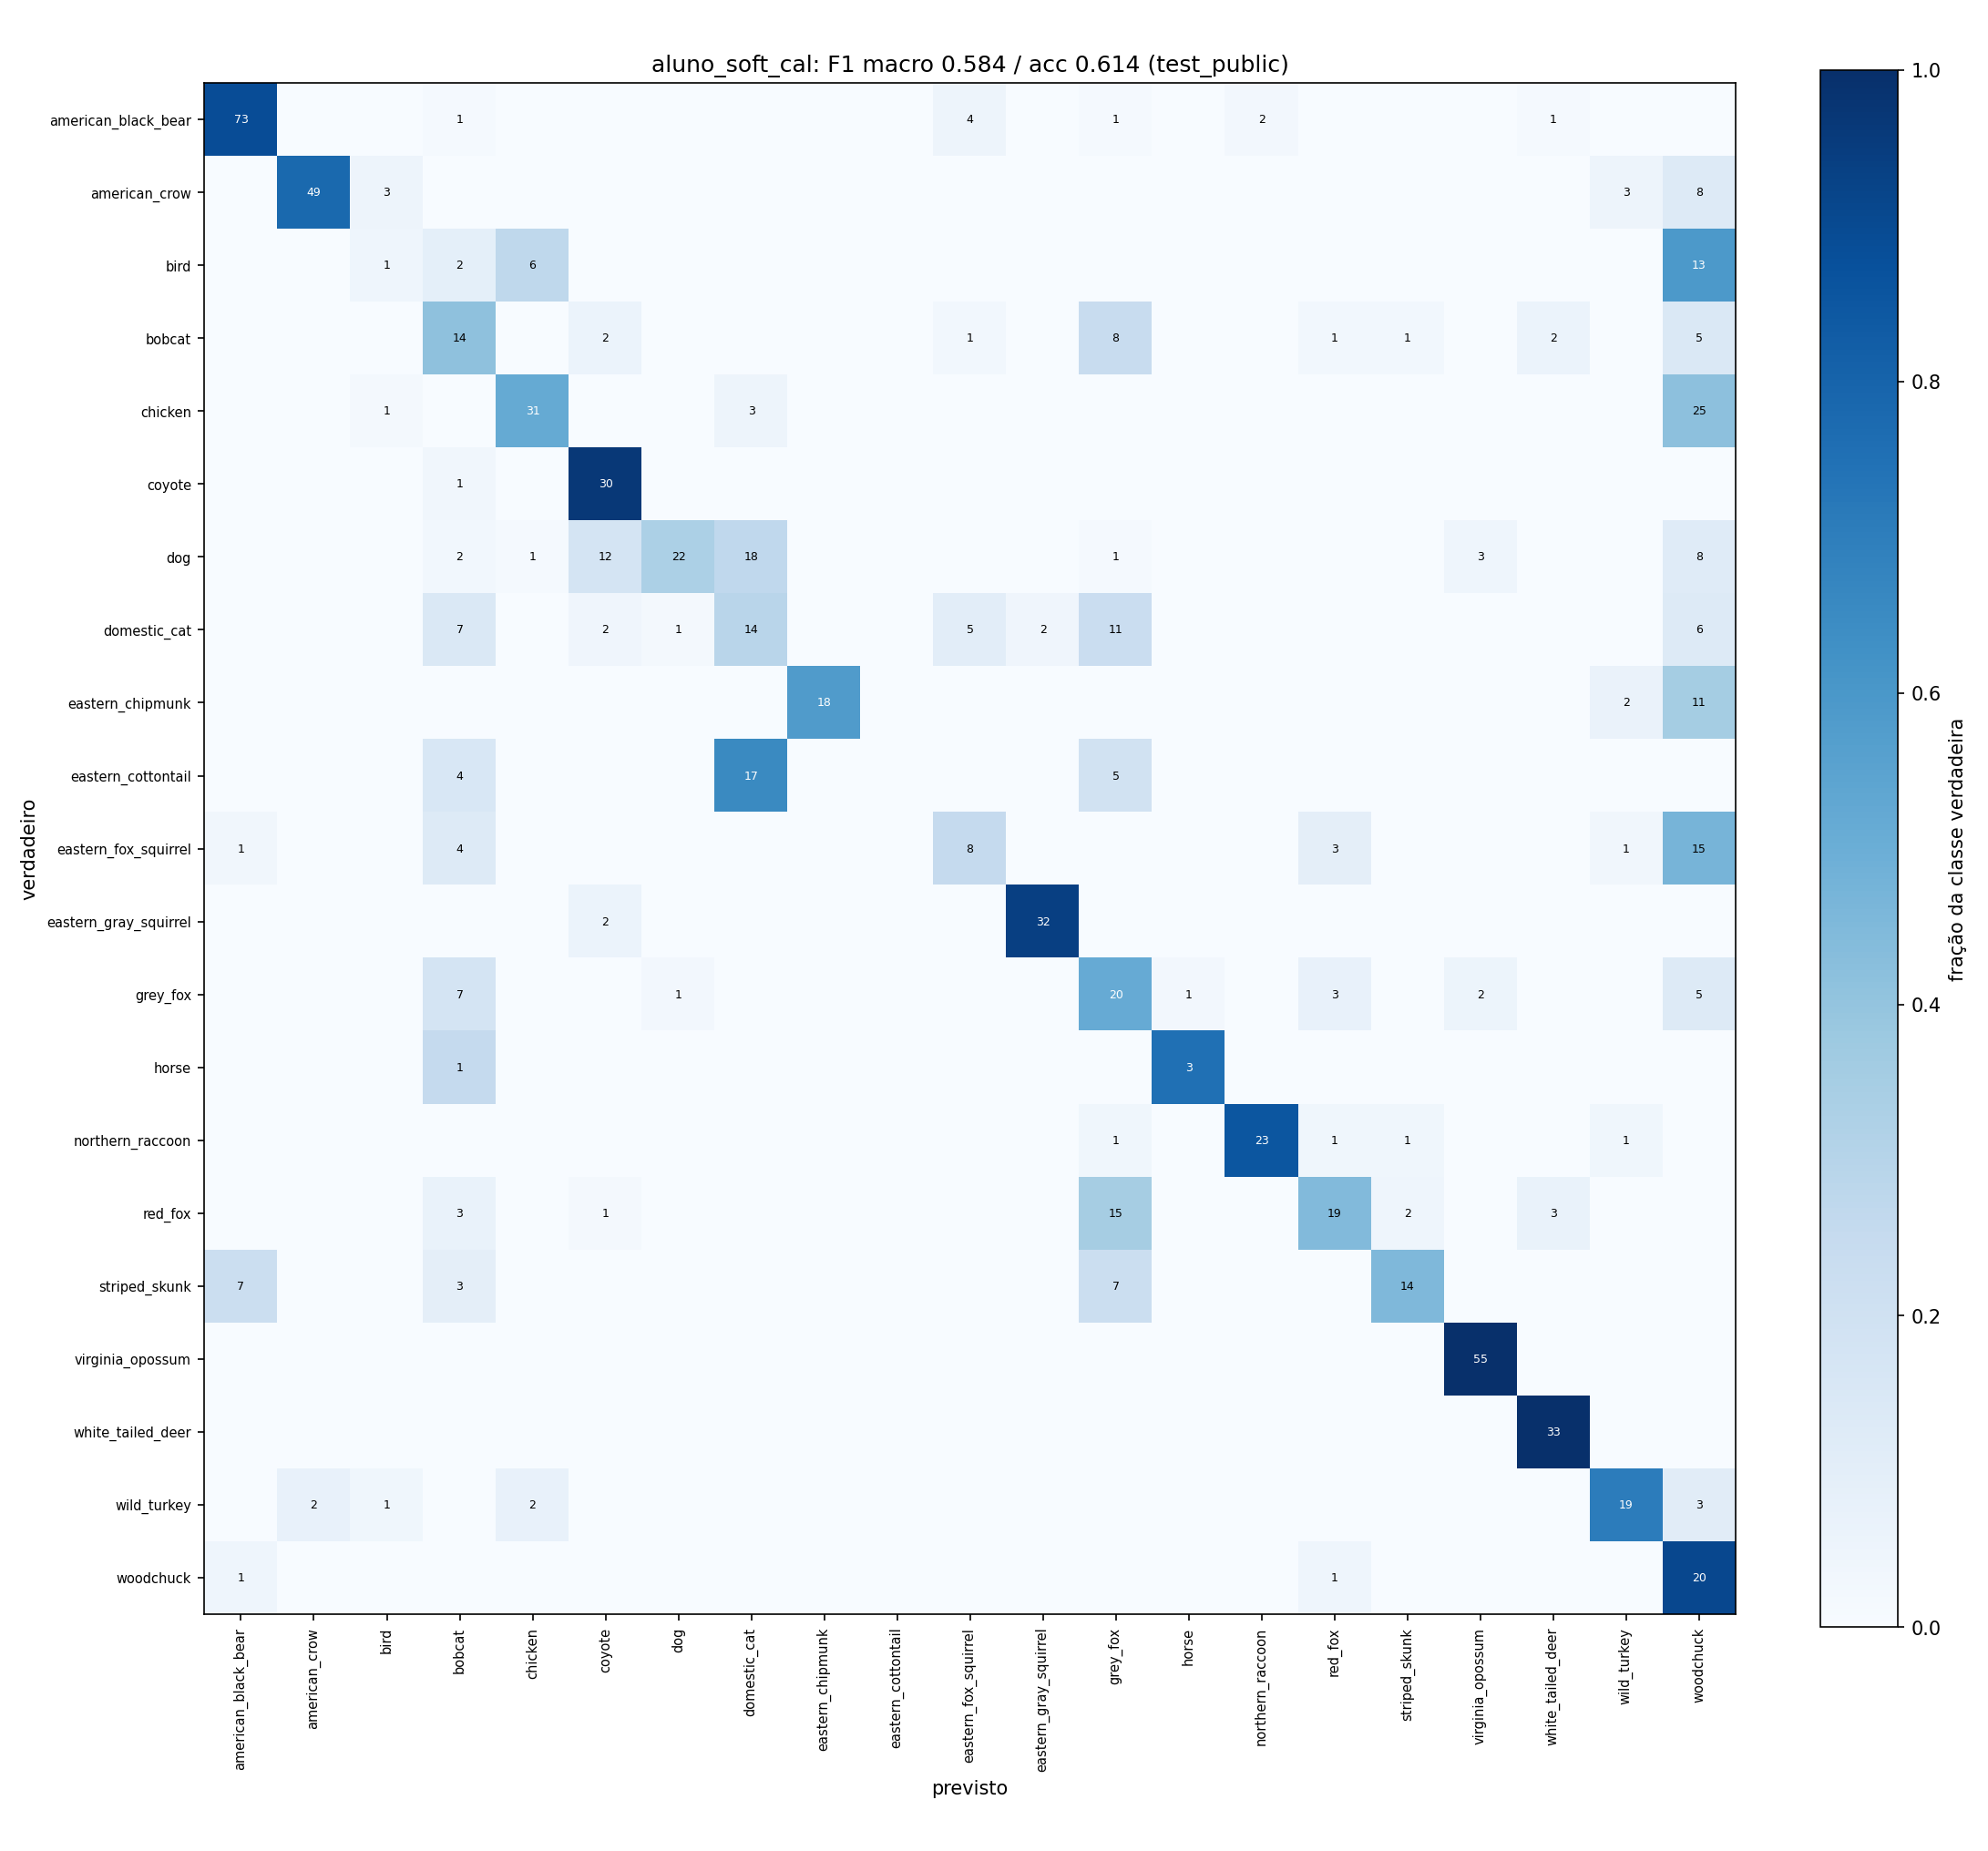 aluno_soft_cal: F1 macro 0.584 / acc 0.614 (test_public)
american_black_bear 73 1 4 1 2 1
american_crow 49 3 3 8
bird 1 2 6 13
bobcat 14 2 1 8 1 1 2 5
chicken 1 31 3 25
coyote 1 30
dog 2 1 12 22 18 1 3 8
domestic_cat 7 2 1 14 5 2 11 6
eastern_chipmunk 18 2 11
eastern_cottontail 4 17 5
eastern_fox_squirrel 1 4 8 3 1 15
eastern_gray_squirrel 2 32
grey_fox 7 1 20 1 3 2 5
horse 1 3
northern_raccoon 1 23 1 1 1
red_fox 3 1 15 19 2 3
striped_skunk 7 3 7 14
virginia_opossum 55
white_tailed_deer 33
wild_turkey 2 1 2 19 3
woodchuck 1 1 20
verdadeiro
american_black_bear
american_crow
bird
bobcat
chicken
coyote
dog
domestic_cat
eastern_chipmunk
eastern_cottontail
eastern_fox_squirrel
eastern_gray_squirrel
grey_fox
horse
northern_raccoon
red_fox
striped_skunk
virginia_opossum
white_tailed_deer
wild_turkey
woodchuck
previsto
1.0
0.8
0.6
0.4
0.2
0.0
fração da classe verdadeira